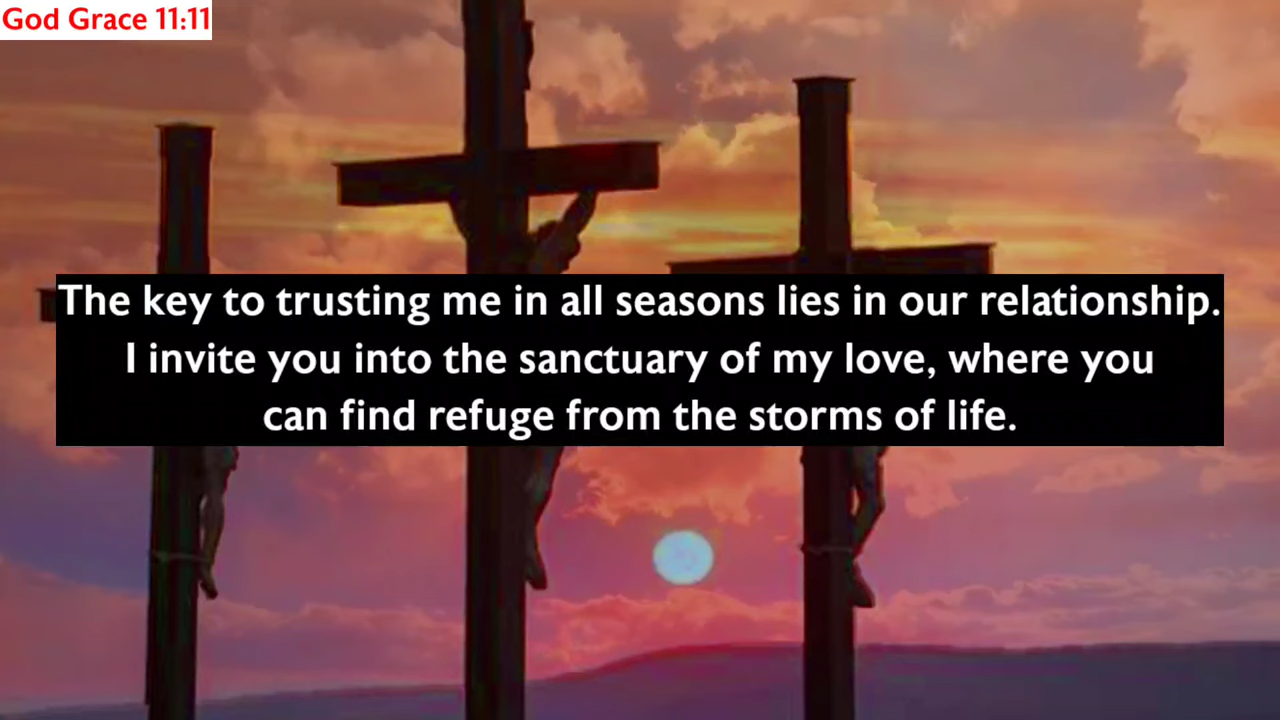 God Grace 11:11
The key to trusting me in all seasons lies in our relationship.
I invite you into the sanctuary of my love, where you
can find refuge from the storms of life.